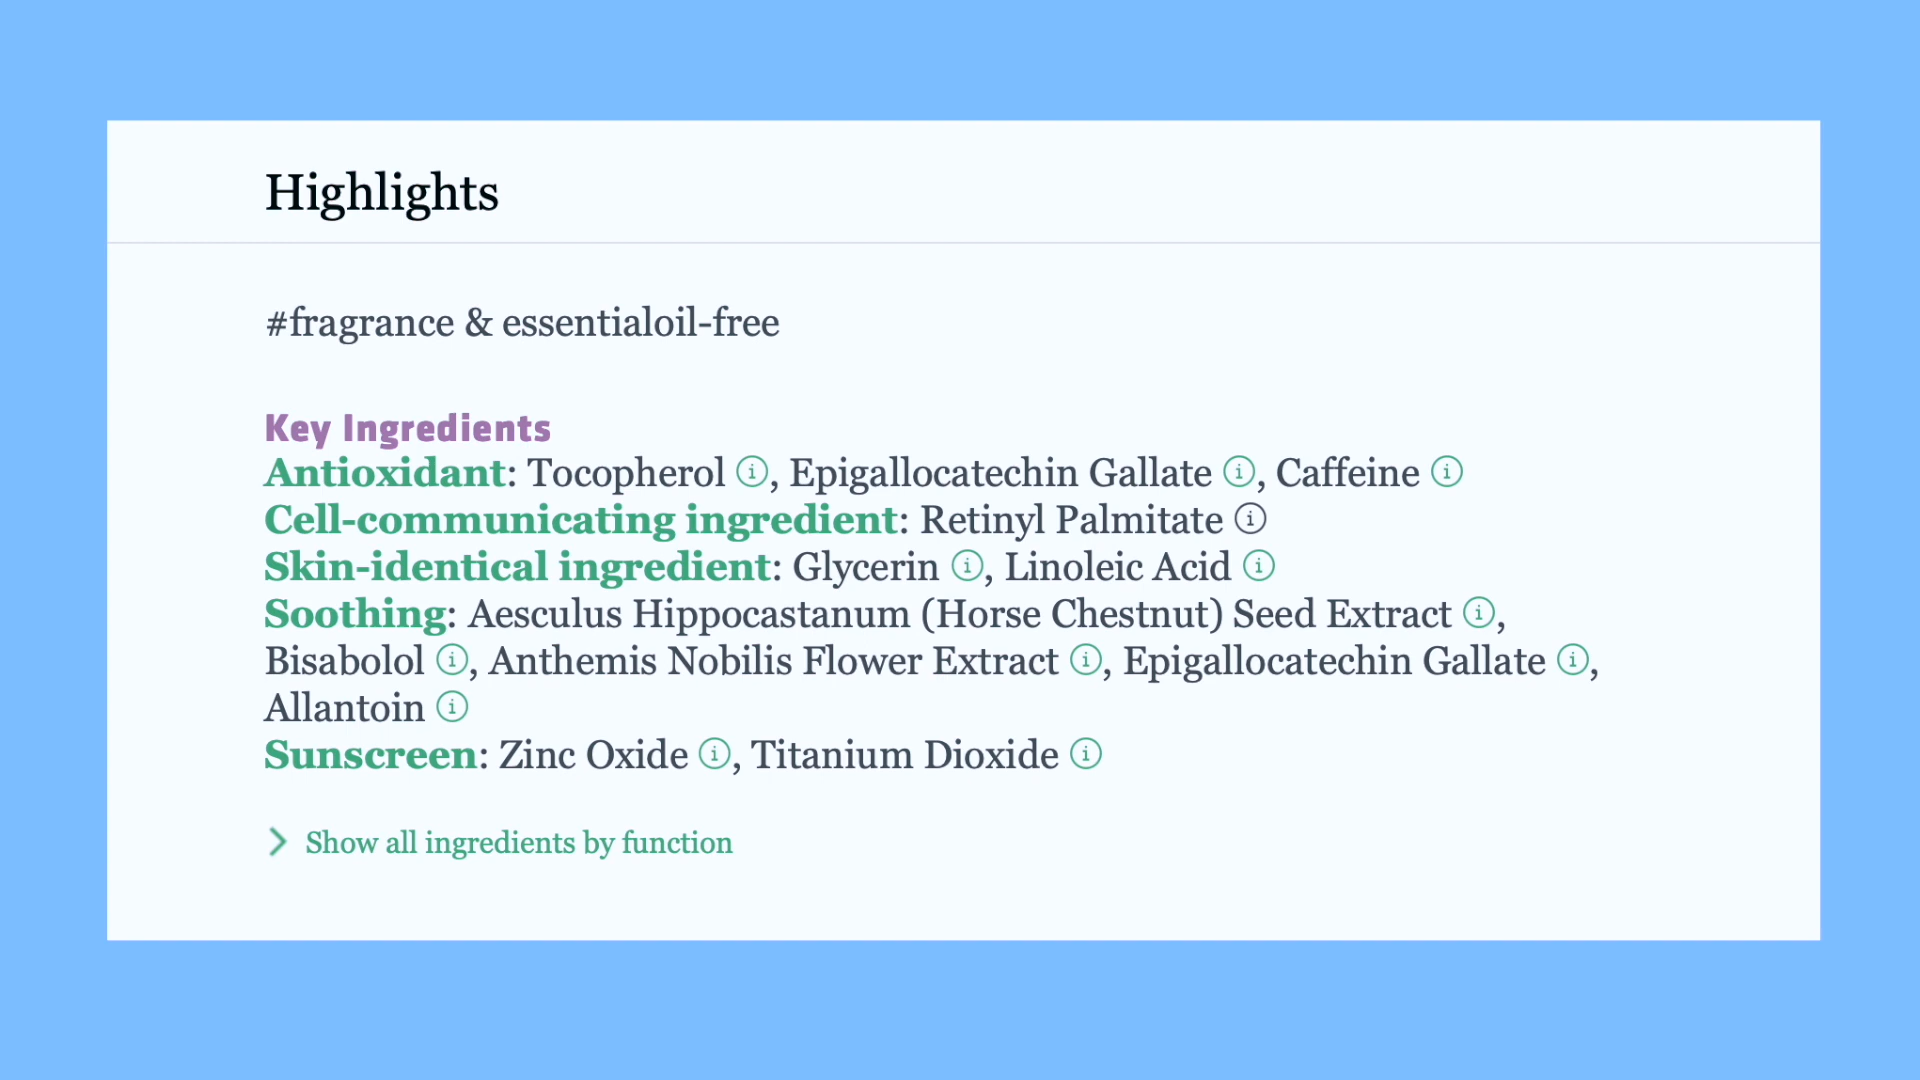 Highlights
#fragrance & essentialoil-free
Key Ingredients
Antioxidant: Tocopherol i, Epigallocatechin Gallate i, Caffeine i
Cell-communicating ingredient: Retinyl Palmitate i
Skin-identical ingredient: Glycerin i, Linoleic Acid i
Soothing: Aesculus Hippocastanum (Horse Chestnut) Seed Extract i,
Bisabolol i, Anthemis Nobilis Flower Extract i, Epigallocatechin Gallate i,
Allantoin i
Sunscreen: Zinc Oxide i, Titanium Dioxide i
Show all ingredients by function